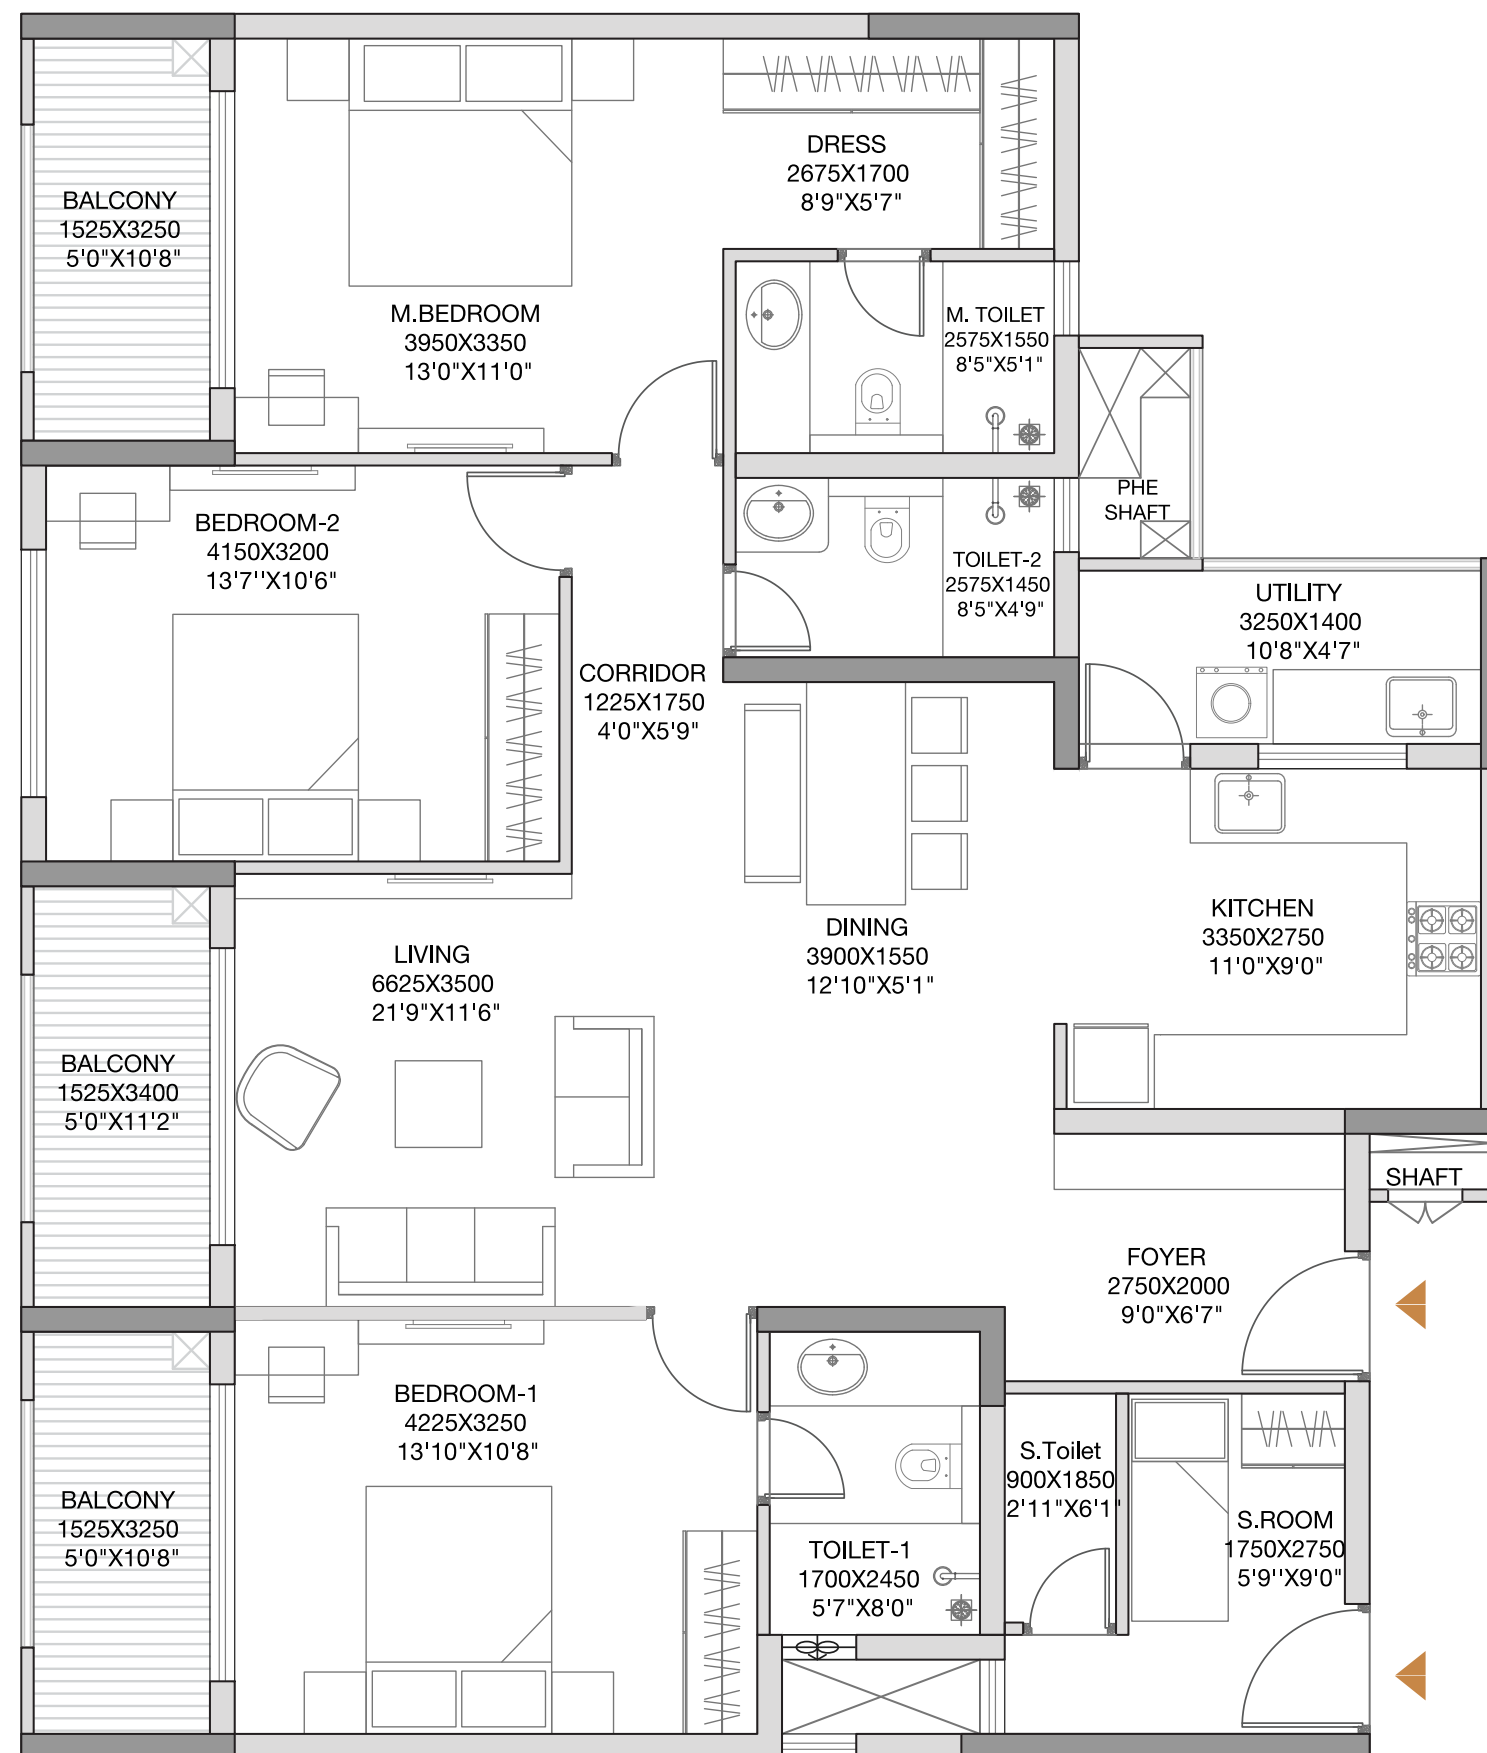 DRESS
2675X1700
8'9"X5'7"
BALCONY
1525X3250
5'0"X10'8"
M.BEDROOM
3950X3350
13'0"X11'0"
M. TOILET
2575X1550
8'5"X5'1"
PHE
SHAFT
BEDROOM-2
4150X3200
13'7''X10'6"
TOILET-2
2575X1450
8'5"X4'9"
UTILITY
3250X1400
10'8"X4'7"
CORRIDOR
1225X1750
4'0"X5'9"
KITCHEN
3350X2750
11'0"X9'0"
DINING
3900X1550
12'10"X5'1"
LIVING
6625X3500
21'9"X11'6"
BALCONY
1525X3400
5'0"X11'2"
SHAFT
FOYER
2750X2000
9'0"X6'7"
BEDROOM-1
4225X3250
13'10"X10'8"
S.Toilet
900X1850
2'11"X6'1"
BALCONY
1525X3250
5'0"X10'8"
S.ROOM
1750X2750
5'9''X9'0"
TOILET-1
1700X2450
5'7"X8'0"